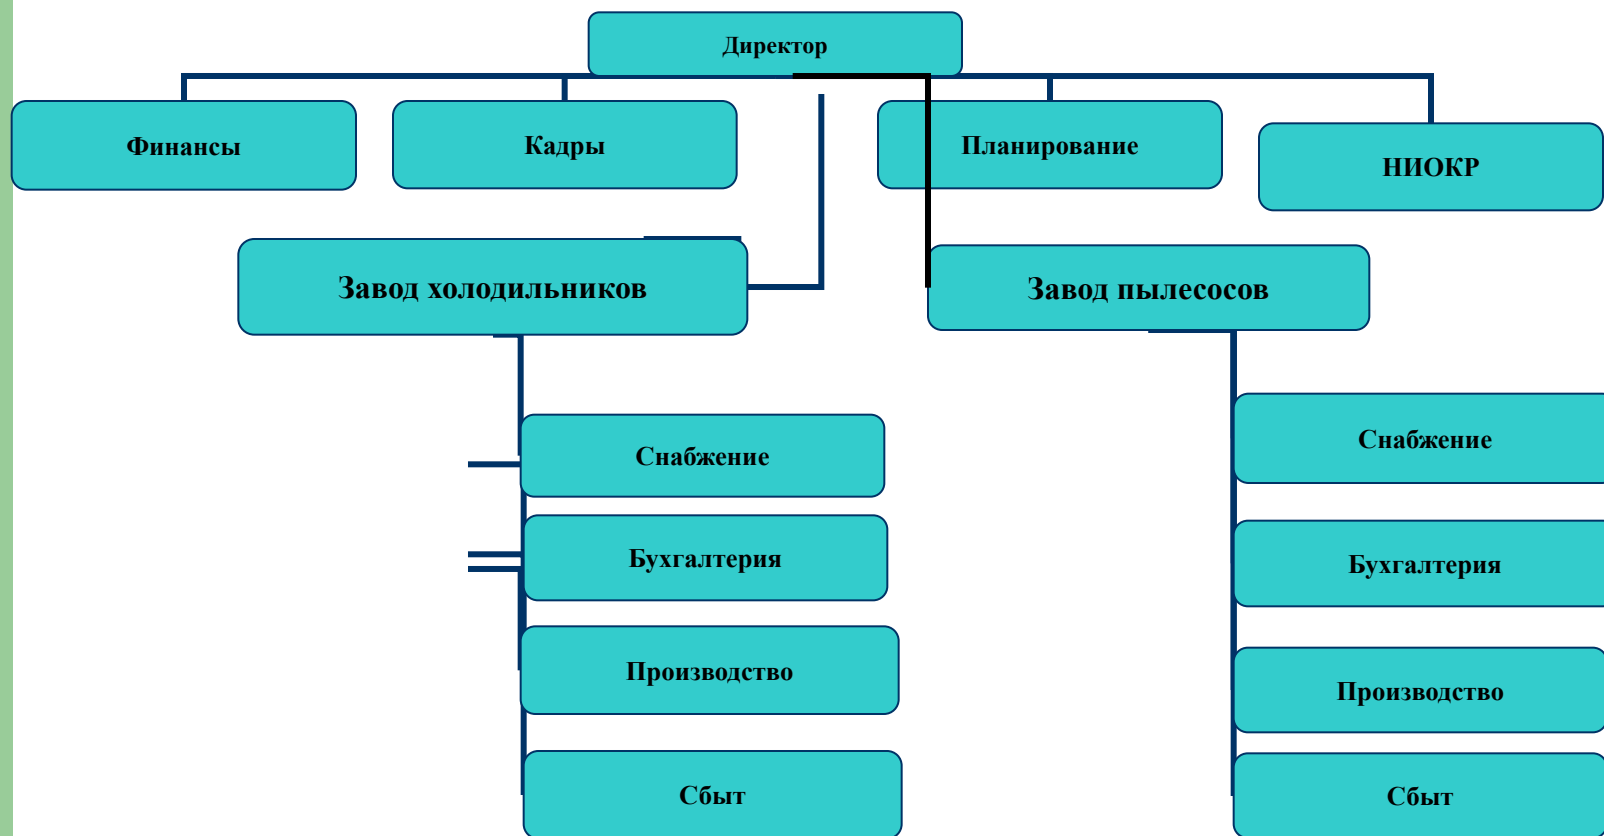 Директор
Финансы
Кадры
Планирование
НИОКР
Завод холодильников
Завод пылесосов
Снабжение
Бухгалтерия
Производство
Сбыт
Снабжение
Бухгалтерия
Производство
Сбыт